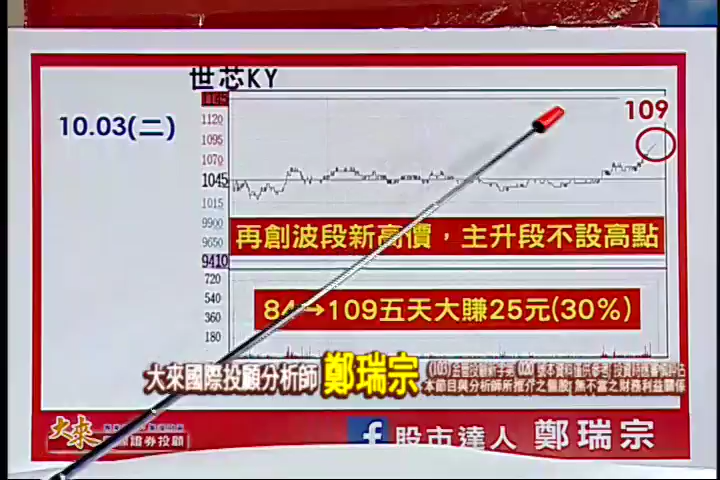 世芯KY
10.03(二)
109
1120
1095
1070
1045
1015
9900
9650
9410
再創波段新高價，主升段不設高點
720
540
360
180
84→109五天大賺25元(30%)
大來國際投顧分析師 鄭瑞宗
本節目與分析師所推介之個股 無不當之財務利益關係
大來
證券投顧
股市達人 鄭瑞宗